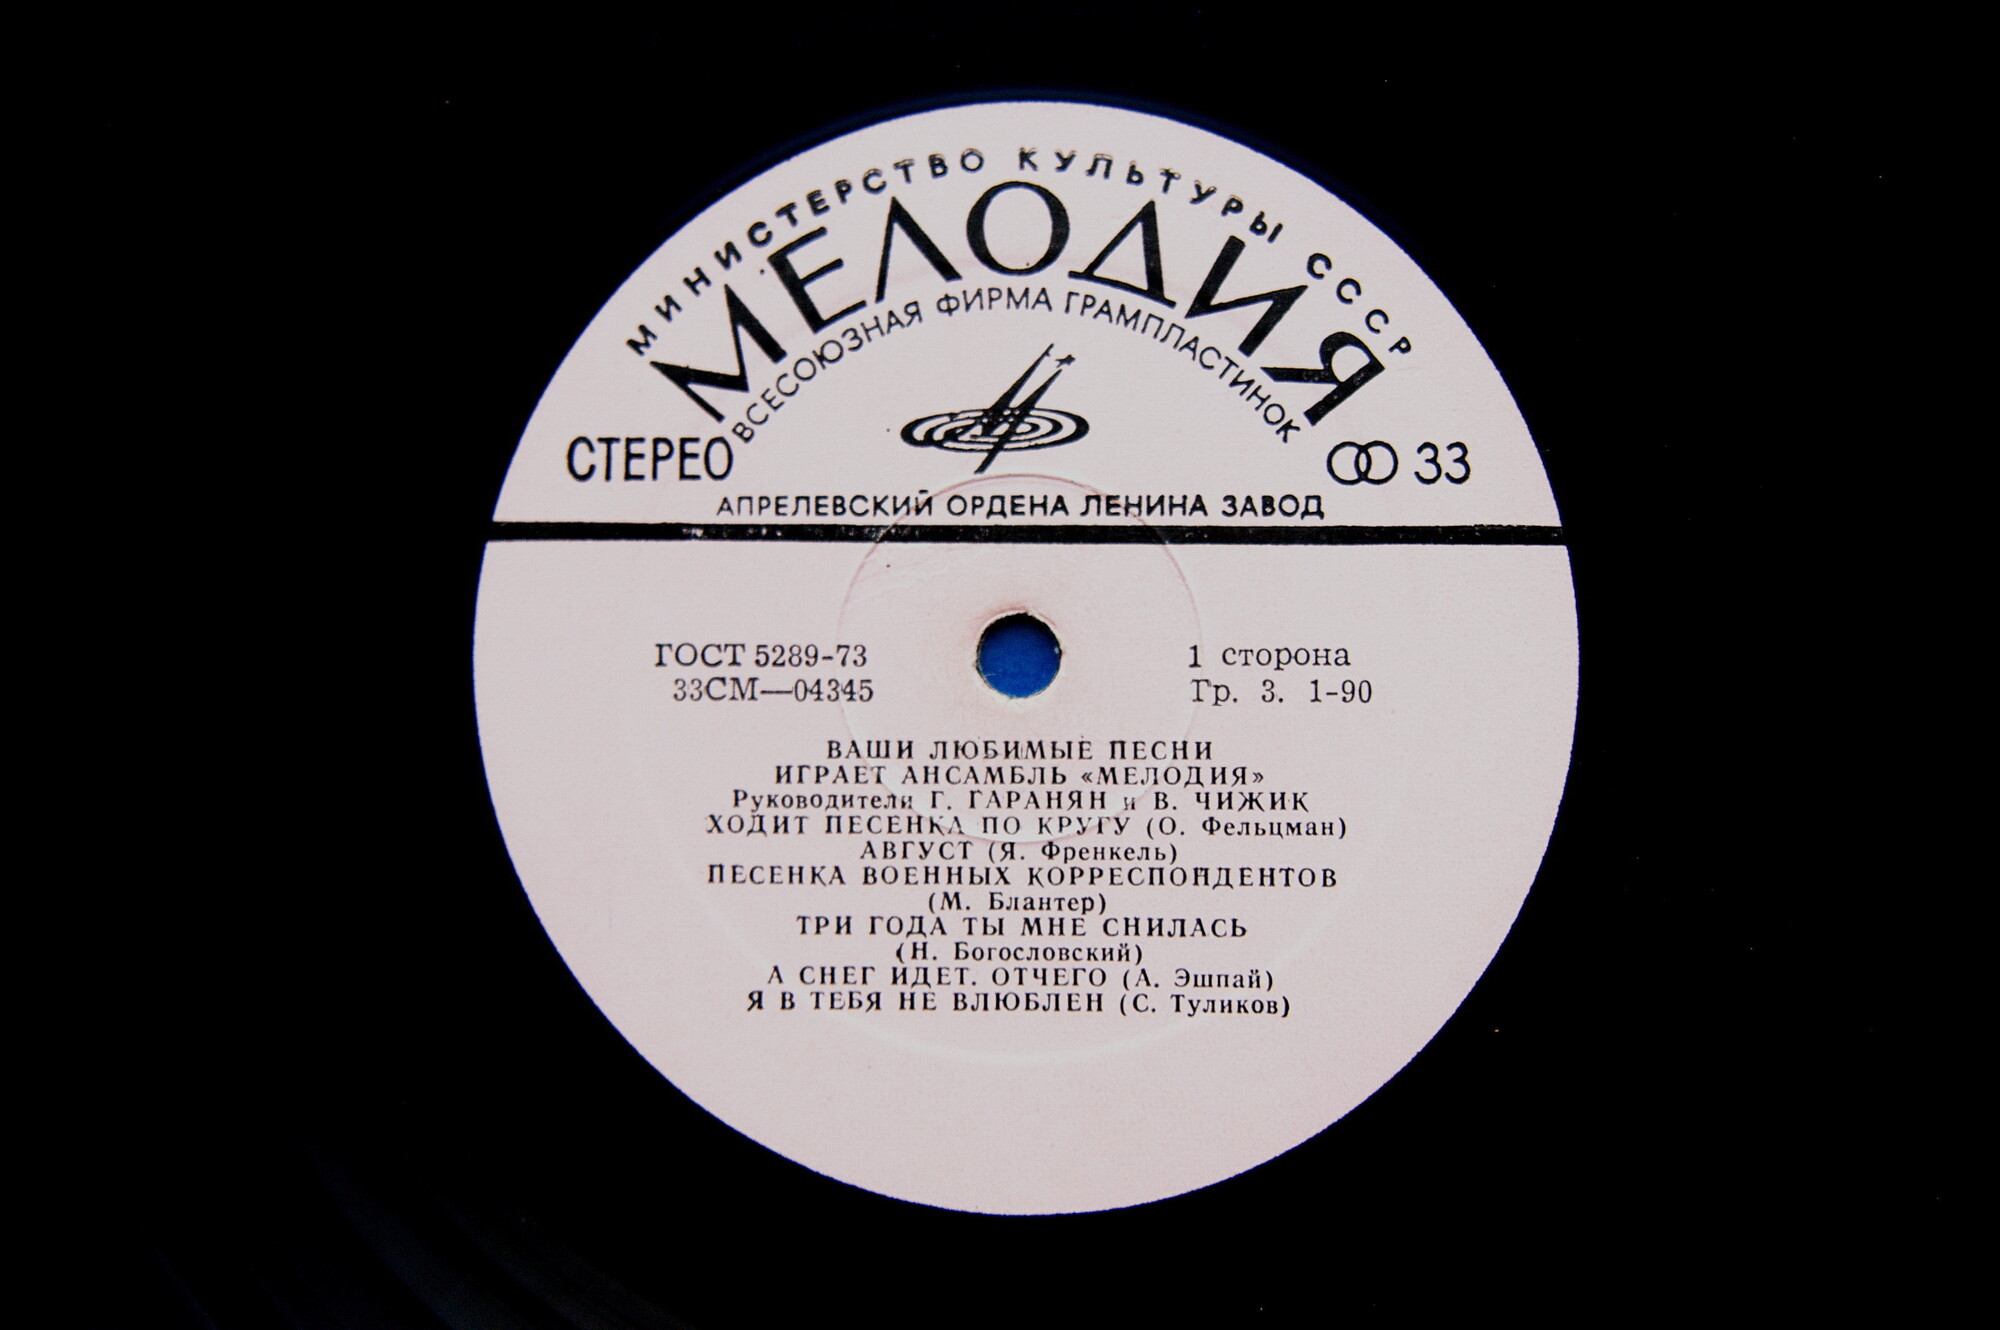 МИНИСТЕРСТВО КУЛЬТУРЫ СССР
МЕЛОДИЯ
ВСЕСОЮЗНАЯ ФИРМА ГРАМПЛАСТИНОК
СТЕРЕО
33
АПРЕЛЕВСКИЙ ОРДЕНА ЛЕНИНА ЗАВОД
ГОСТ 5289-73
33СМ—04345
1 сторона
Гр. 3. 1-90
ВАШИ ЛЮБИМЫЕ ПЕСНИ
ИГРАЕТ АНСАМБЛЬ «МЕЛОДИЯ»
Руководители Г. ГАРАНЯН и В. ЧИЖИК
ХОДИТ ПЕСЕНКА ПО КРУГУ (О. Фельцман)
АВГУСТ (Я. Френкель)
ПЕСЕНКА ВОЕННЫХ КОРРЕСПОНДЕНТОВ
(М. Блантер)
ТРИ ГОДА ТЫ МНЕ СНИЛАСЬ
(Н. Богословский)
А СНЕГ ИДЕТ. ОТЧЕГО (А. Эшпай)
Я В ТЕБЯ НЕ ВЛЮБЛЕН (С. Туликов)